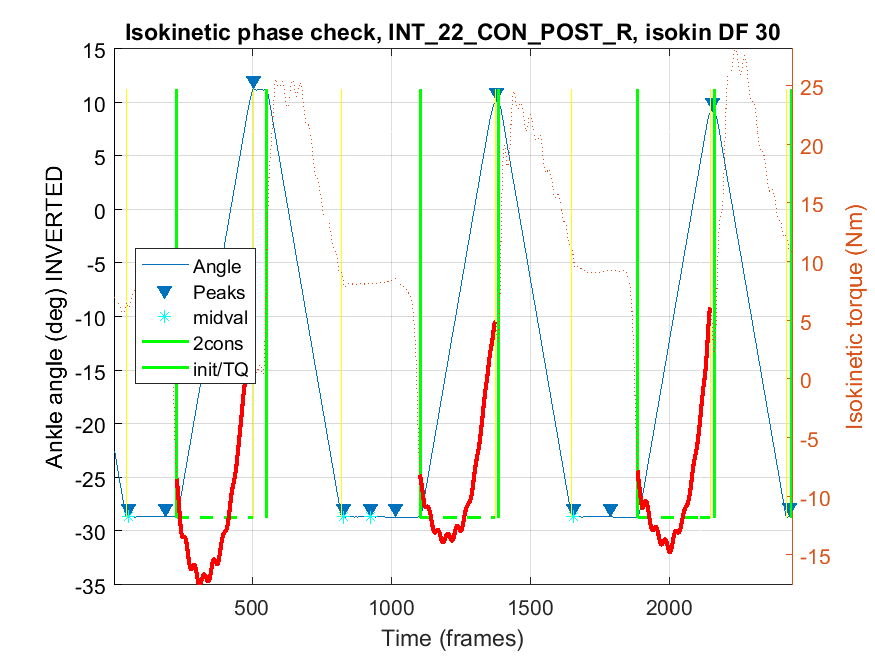 Isokinetic phase check, INT_22_CON_POST_R, isokin DF 30
Ankle angle (deg) INVERTED
15
10
5
0
-5
-10
-15
-20
-25
-30
-35
Angle
Peaks
midval
2cons
init/TQ
25
20
15
10
5
0
-5
-10
-15
Isokinetic torque (Nm)
500
1000
1500
2000
Time (frames)